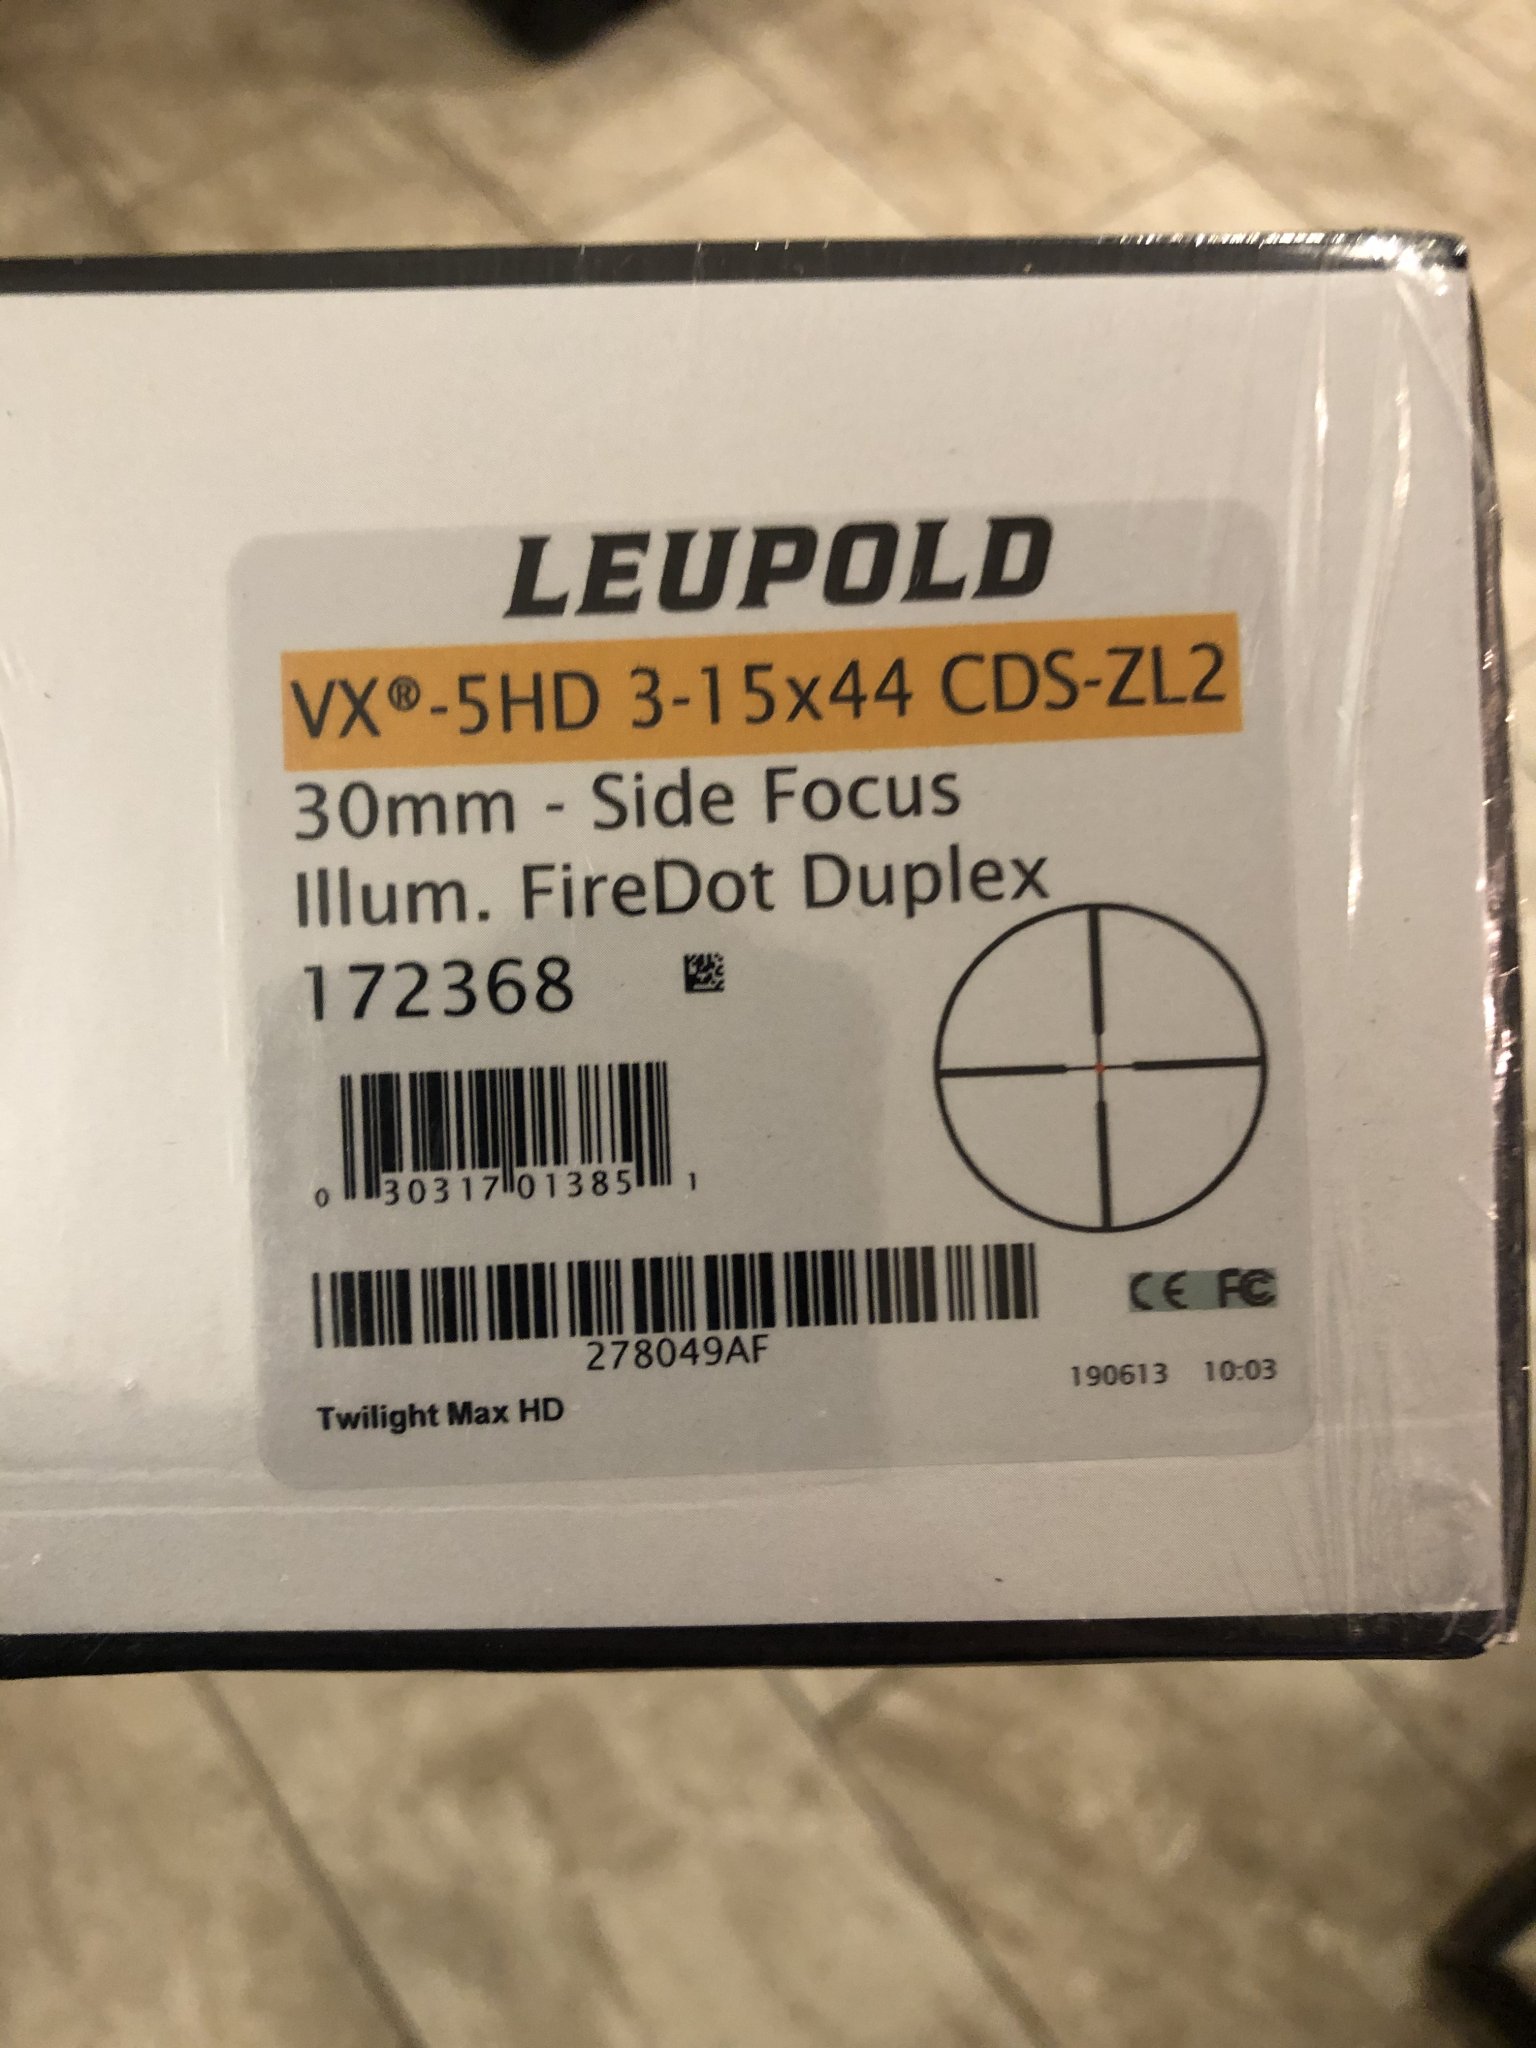 LEUPOLD
VX®-5HD 3-15x44 CDS-ZL2
30mm - Side Focus
Illum. FireDot Duplex
172368
0 30317 01385 1
278049AF
CE FC
190613 10:03
Twilight Max HD